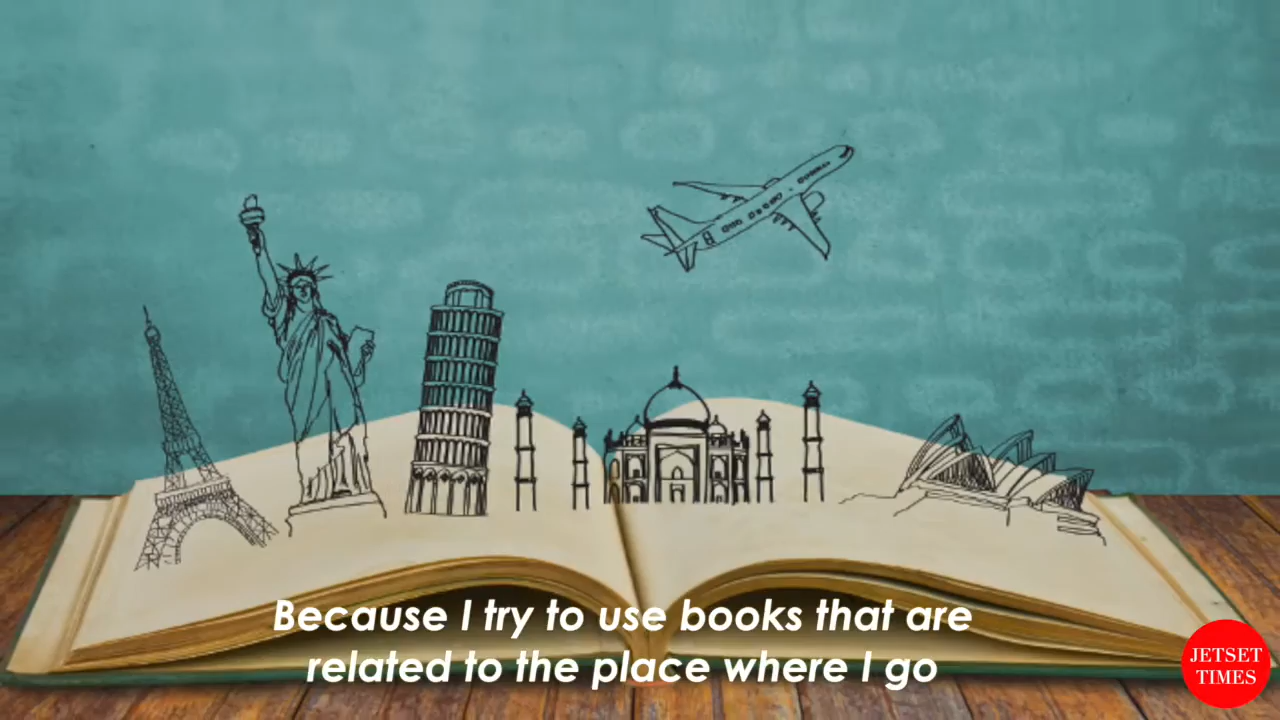 Because I try to use books that are
related to the place where I go
JETSET
TIMES